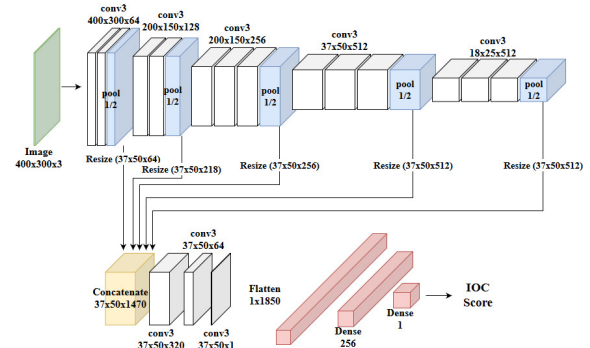 conv3
400x300x64
conv3
200x150x128
conv3
200x150x256
conv3
37x50x512
conv3
18x25x512
pool
1/2
pool
1/2
pool
1/2
pool
1/2
pool
1/2
Image
400x300x3
Resize (37x50x64)
Resize (37x50x218)
Resize (37x50x256)
Resize (37x50x512)
Resize (37x50x512)
conv3
37x50x64
Concatenate
37x50x1470
conv3
37x50x320
conv3
37x50x1
Flatten
1x1850
Dense
256
Dense
1
IOC
Score